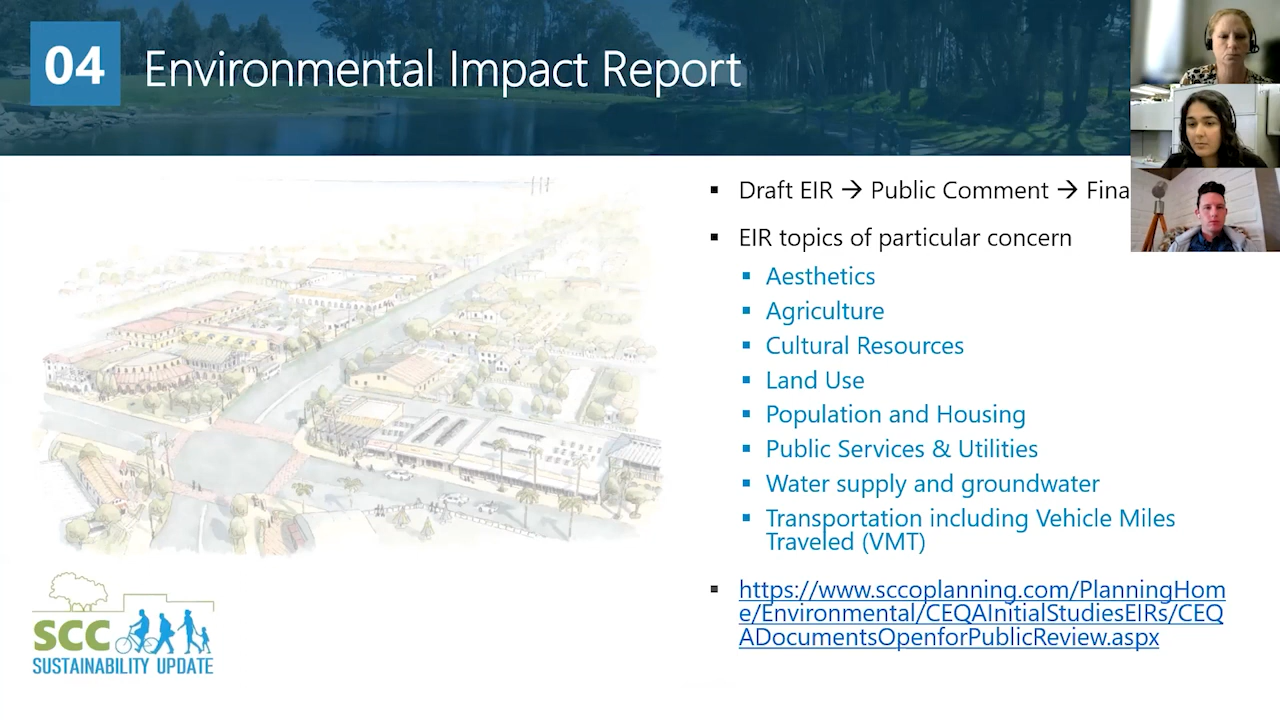 04 Environmental Impact Report
Draft EIR → Public Comment → Fina
EIR topics of particular concern
Aesthetics
Agriculture
Cultural Resources
Land Use
Population and Housing
Public Services & Utilities
Water supply and groundwater
Transportation including Vehicle Miles
Traveled (VMT)
https://www.sccoplanning.com/PlanningHom
e/Environmental/CEQAInitialStudiesEIRs/CEQ
ADocumentsOpenforPublicReview.aspx
SCC
SUSTAINABILITY UPDATE